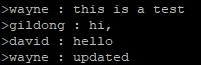 >wayne : this is a test
>gildong : hi,
>david : hello
>wayne : updated